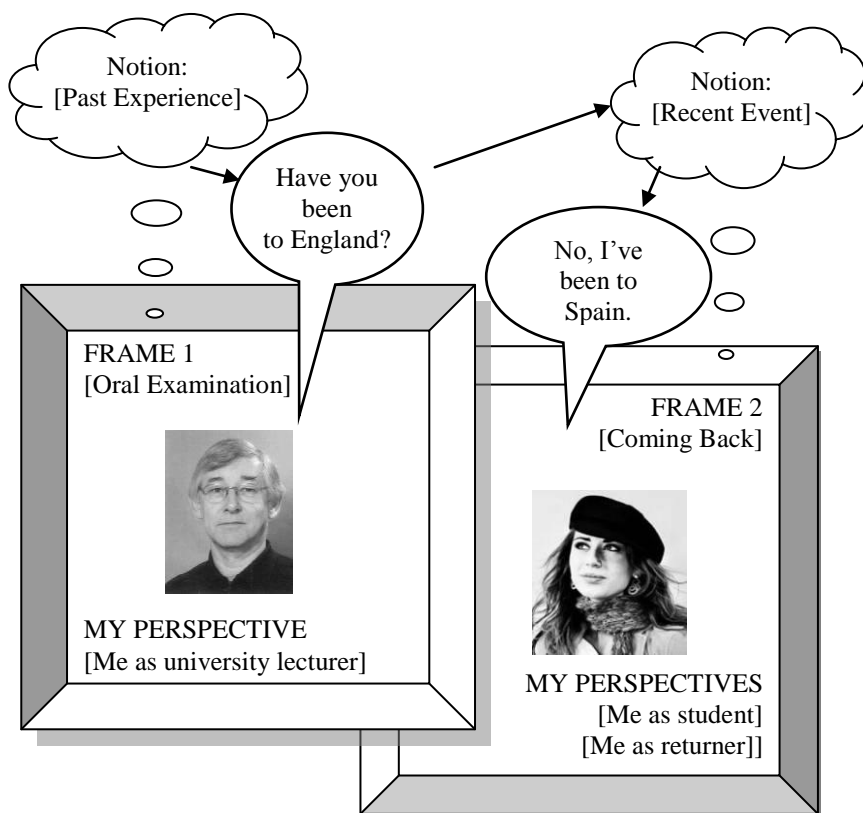 Notion:
[Past Experience]
Notion:
[Recent Event]
Have you
been
to England?
No, I've
been to
Spain.
FRAME 1
[Oral Examination]
MY PERSPECTIVE
[Me as university lecturer]
FRAME 2
[Coming Back]
MY PERSPECTIVES
[Me as student]
[Me as returner]]